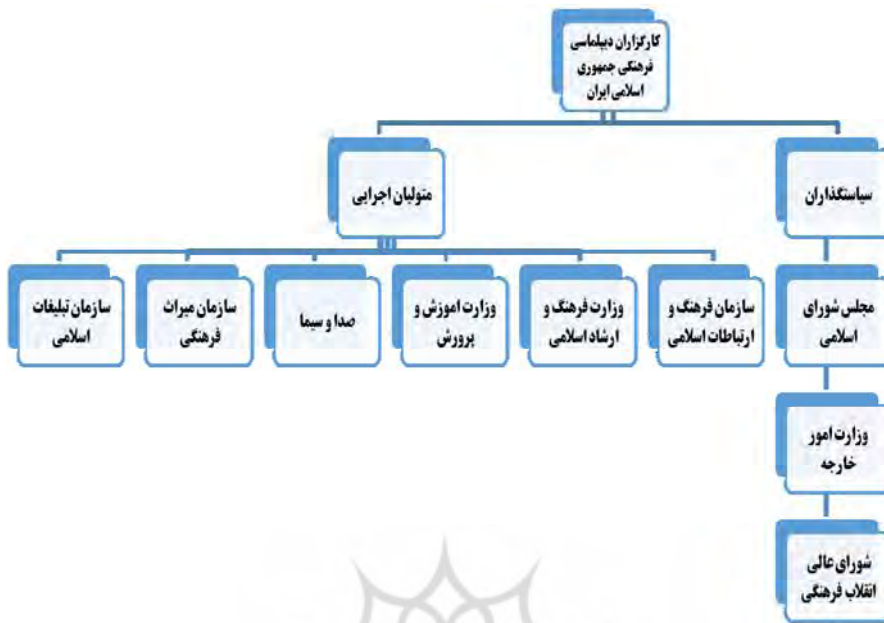 کارگزاران دیپلماسی
فرهنگی جمهوری
اسلامی ایران
سیاستگذاران
متولیان اجرایی
مجلس شورای
اسلامی
سازمان فرهنگ و
ارتباطات اسلامی
وزارت فرهنگ و
ارشاد اسلامی
وزارت اموزش و
پرورش
صدا و سیما
سازمان میراث
فرهنگی
سازمان تبلیغات
اسلامی
وزارت امور
خارجه
شورای عالی
انقلاب فرهنگی